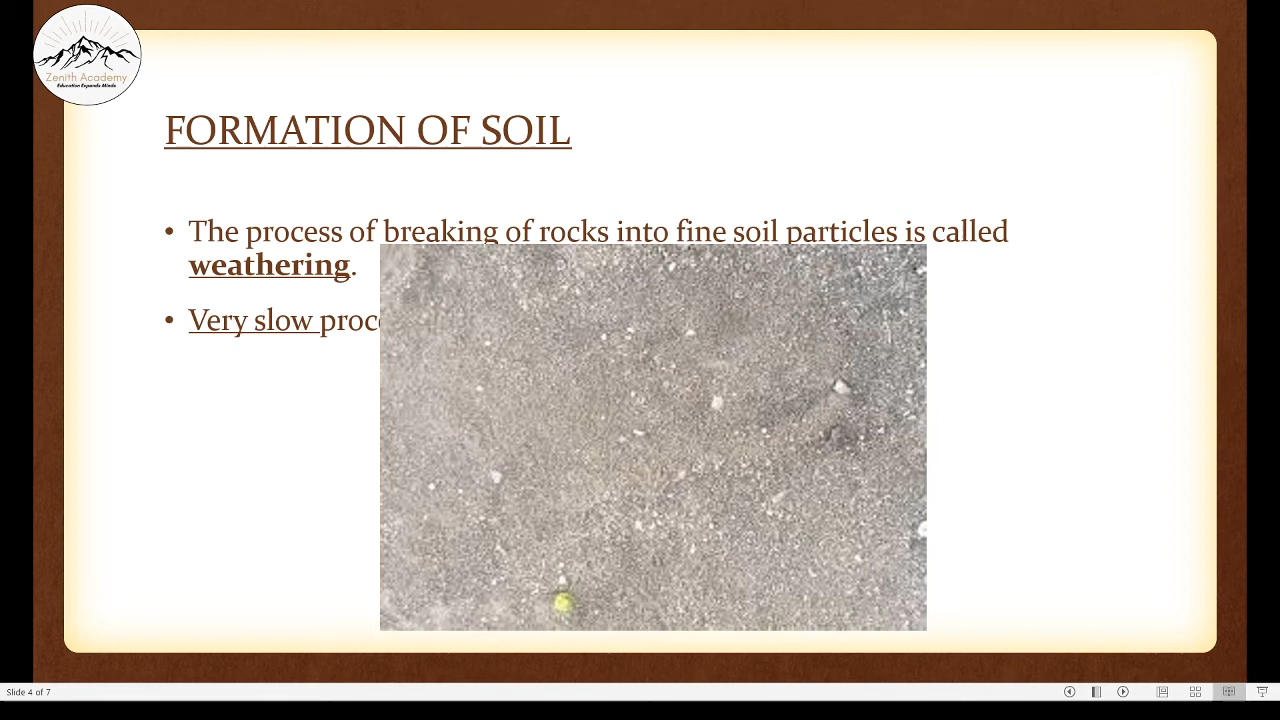 Zenith Academy
Education Expands Minds
FORMATION OF SOIL
• The process of breaking of rocks into fine soil particles is called
weathering.
• Very slow
Slide 4 of 7